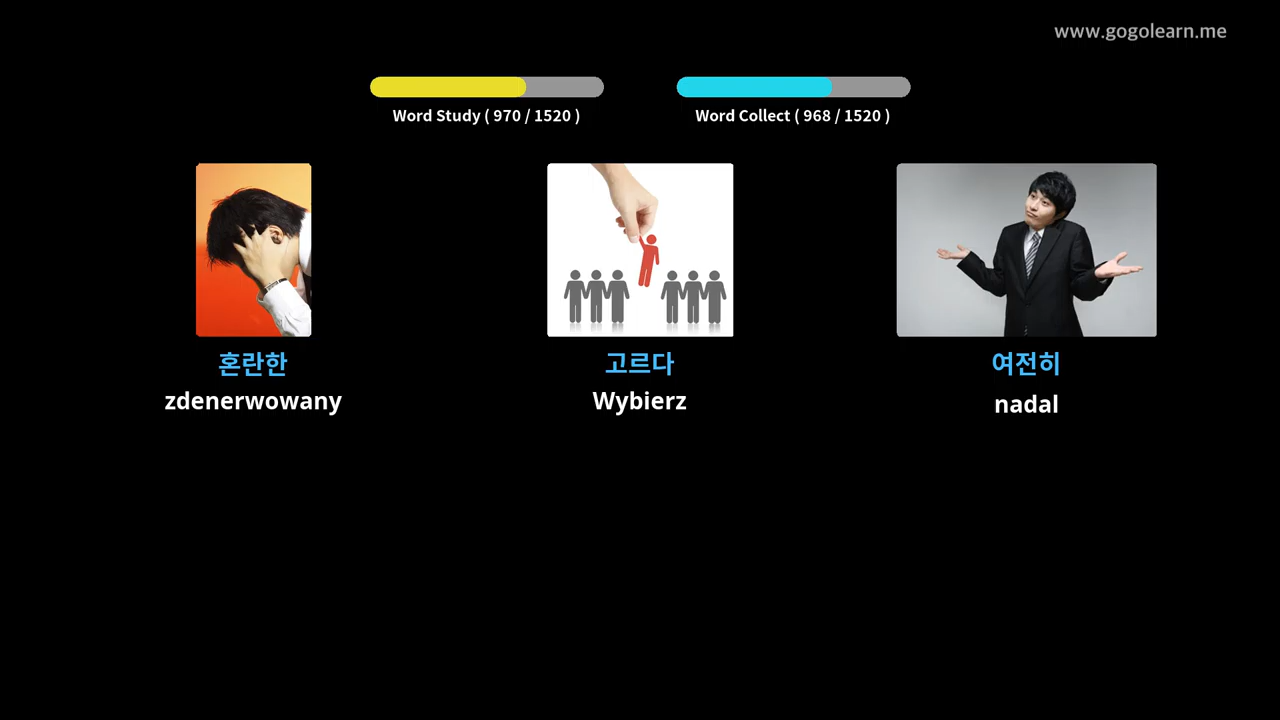 www.gogolearn.me
Word Study ( 970 / 1520 )
Word Collect ( 968 / 1520 )
혼란한
zdenerwowany
고르다
Wybierz
여전히
nadal